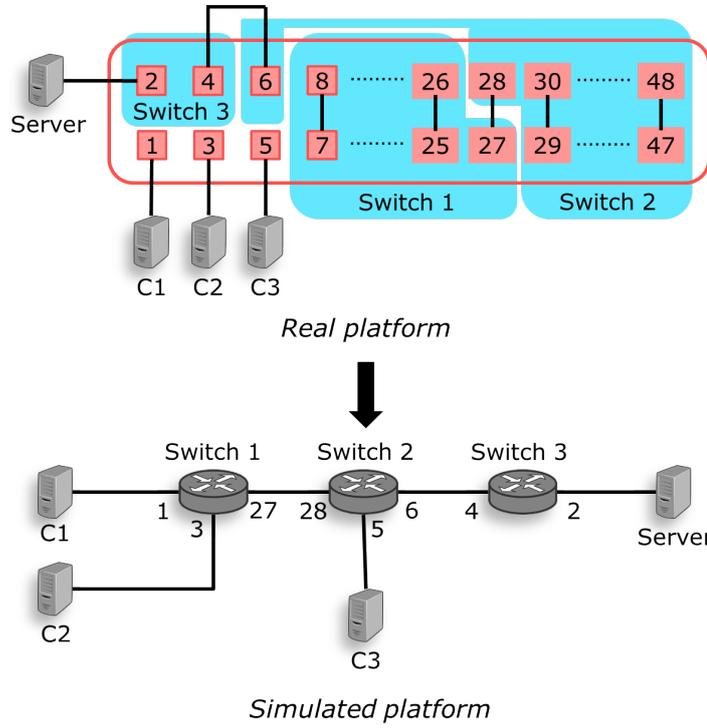 2 4 6 8 ......... 26 28 30 ......... 48
Server
Switch 3
1 3 5 7 ......... 25 27 29 ......... 47
Switch 1 Switch 2
C1 C2 C3
Real platform
Switch 1 Switch 2 Switch 3
1 3 27 28 5 6 4 2
C1 Server
C2
C3
Simulated platform